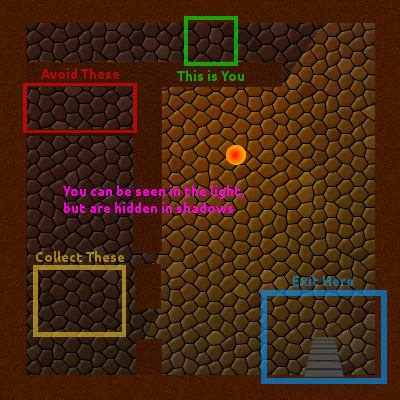 Avoid These
This is You
You can be seen in the light,
but are hidden in shadows
Collect These
Exit Here